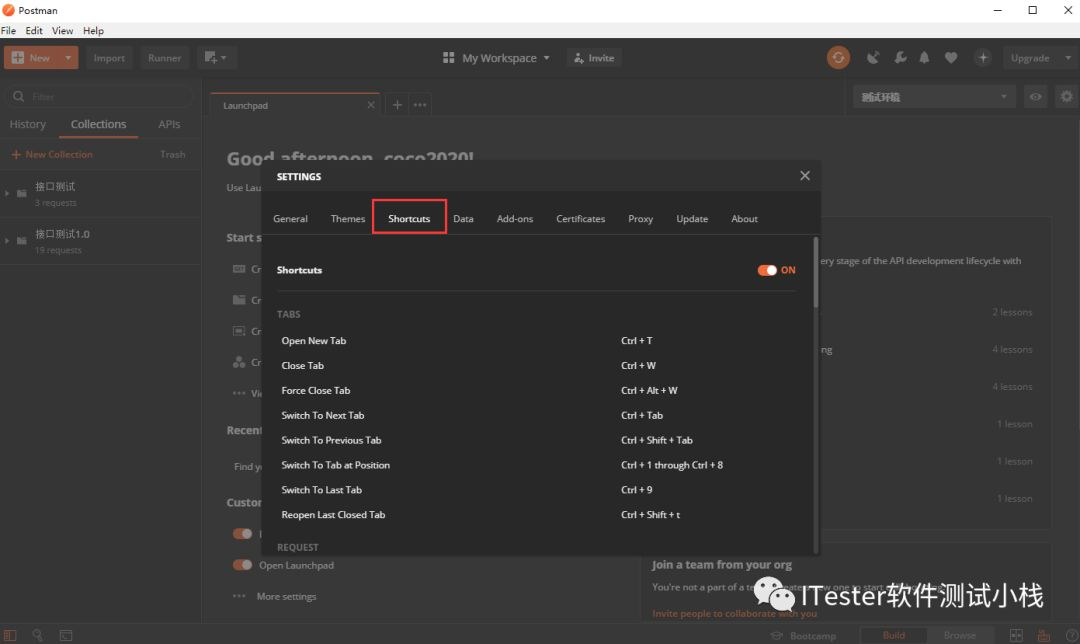 Postman
File Edit View Help
New Import Runner My Workspace Invite Upgrade
Filter
Launchpad
测试环境
History Collections APIs
New Collection Trash
接口测试
3 requests
接口测试1.0
19 requests
Good afternoon, coco2020!
Use Lau
Start s
Cr
Cr
Cr
Cr
Vi
Recent
Find yo
Custon
Open Launchpad
More settings
SETTINGS
General Themes Shortcuts Data Add-ons Certificates Proxy Update About
Shortcuts ON
TABS
Open New Tab Ctrl + T
Close Tab Ctrl + W
Force Close Tab Ctrl + Alt + W
Switch To Next Tab Ctrl + Tab
Switch To Previous Tab Ctrl + Shift + Tab
Switch To Tab at Position Ctrl + 1 through Ctrl + 8
Switch To Last Tab Ctrl + 9
Reopen Last Closed Tab Ctrl + Shift + t
REQUEST
ery stage of the API development lifecycle with
2 lessons
ng 4 lessons
4 lessons
1 lesson
1 lesson
1 lesson
Join a team from your org
You're not a part of a te
Invite people to collaborate with you
ITester软件测试小栈
Bootcamp Build Browse